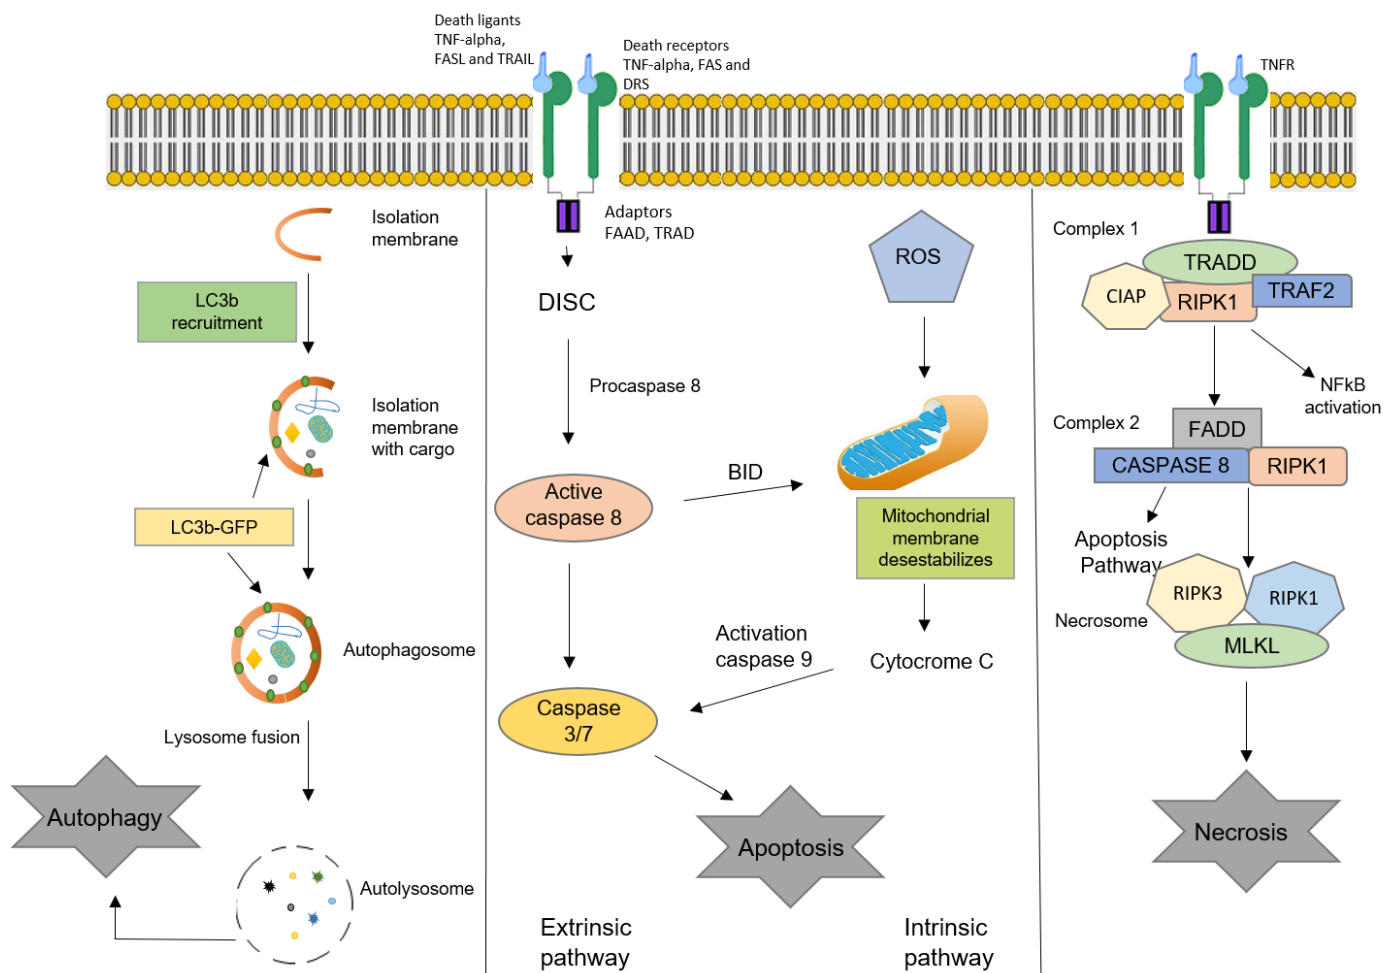 Death ligants
TNF-alpha,
FASL and TRAIL
Death receptors
TNF-alpha, FAS and
DRS
TNFR
Isolation
membrane
LC3b
recruitment
Isolation
membrane
with cargo
LC3b-GFP
Autophagosome
Lysosome fusion
Autophagy
Autolysosome
Adaptors
FAAD, TRAD
DISC
Procaspase 8
Active
caspase 8
BID
Caspase
3/7
Apoptosis
Extrinsic
pathway
ROS
Mitochondrial
membrane
desestabilizes
Activation
caspase 9
Cytocrome C
Intrinsic
pathway
Complex 1
TRADD
CIAP
RIPK1
TRAF2
NFkB
activation
Complex 2
FADD
CASPASE 8
RIPK1
Apoptosis
Pathway
RIPK3
RIPK1
Necrosome
MLKL
Necrosis